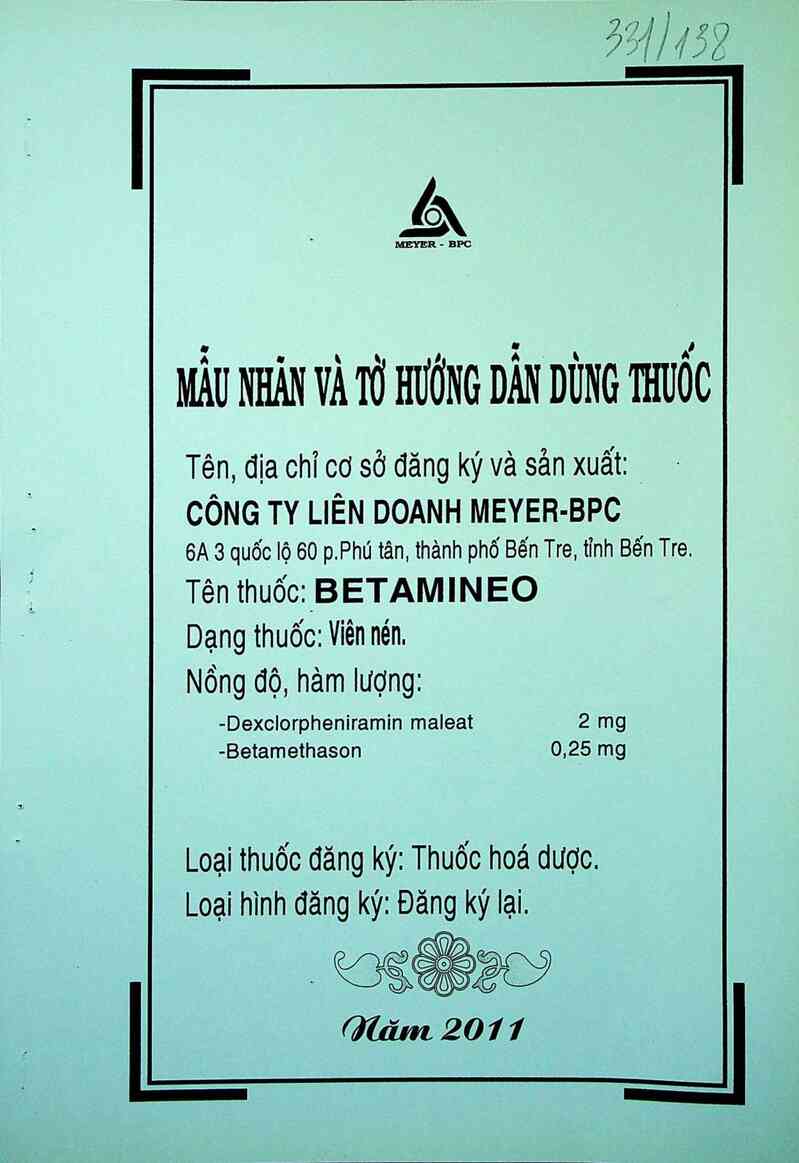 331/138
MEYER - BPC
MẪU NHÃN VÀ TỜ HƯỚNG DẪN DÙNG THUỐC
Tên, địa chỉ cơ sở đăng ký và sản xuất:
CÔNG TY LIÊN DOANH MEYER-BPC
6A 3 quốc lộ 60 p.Phú tân, thành phố Bến Tre, tỉnh Bến Tre.
Tên thuốc: BETAMINEO
Dạng thuốc: Viên nén.
Nồng độ, hàm lượng:
-Dexclorpheniramin maleat 2 mg
-Betamethason 0,25 mg
Loại thuốc đăng ký: Thuốc hoá dược.
Loại hình đăng ký: Đăng ký lại.
Năm 2011